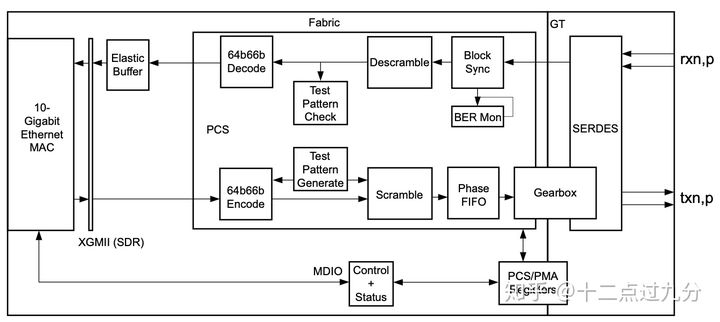 Fabric
GT
Elastic
Buffer
64b66b
Decode
Descramble
Block
Sync
rxn,p
10-
Gigabit
Ethernet
MAC
Test
Pattern
Check
BER Mon
SERDES
PCS
Test
Pattern
Generate
64b66b
Encode
Scramble
Phase
FIFO
Gearbox
txn,p
XGMII (SDR)
MDIO
Control
+
Status
PCS/PMA
Registers
知乎 @十二点过九分